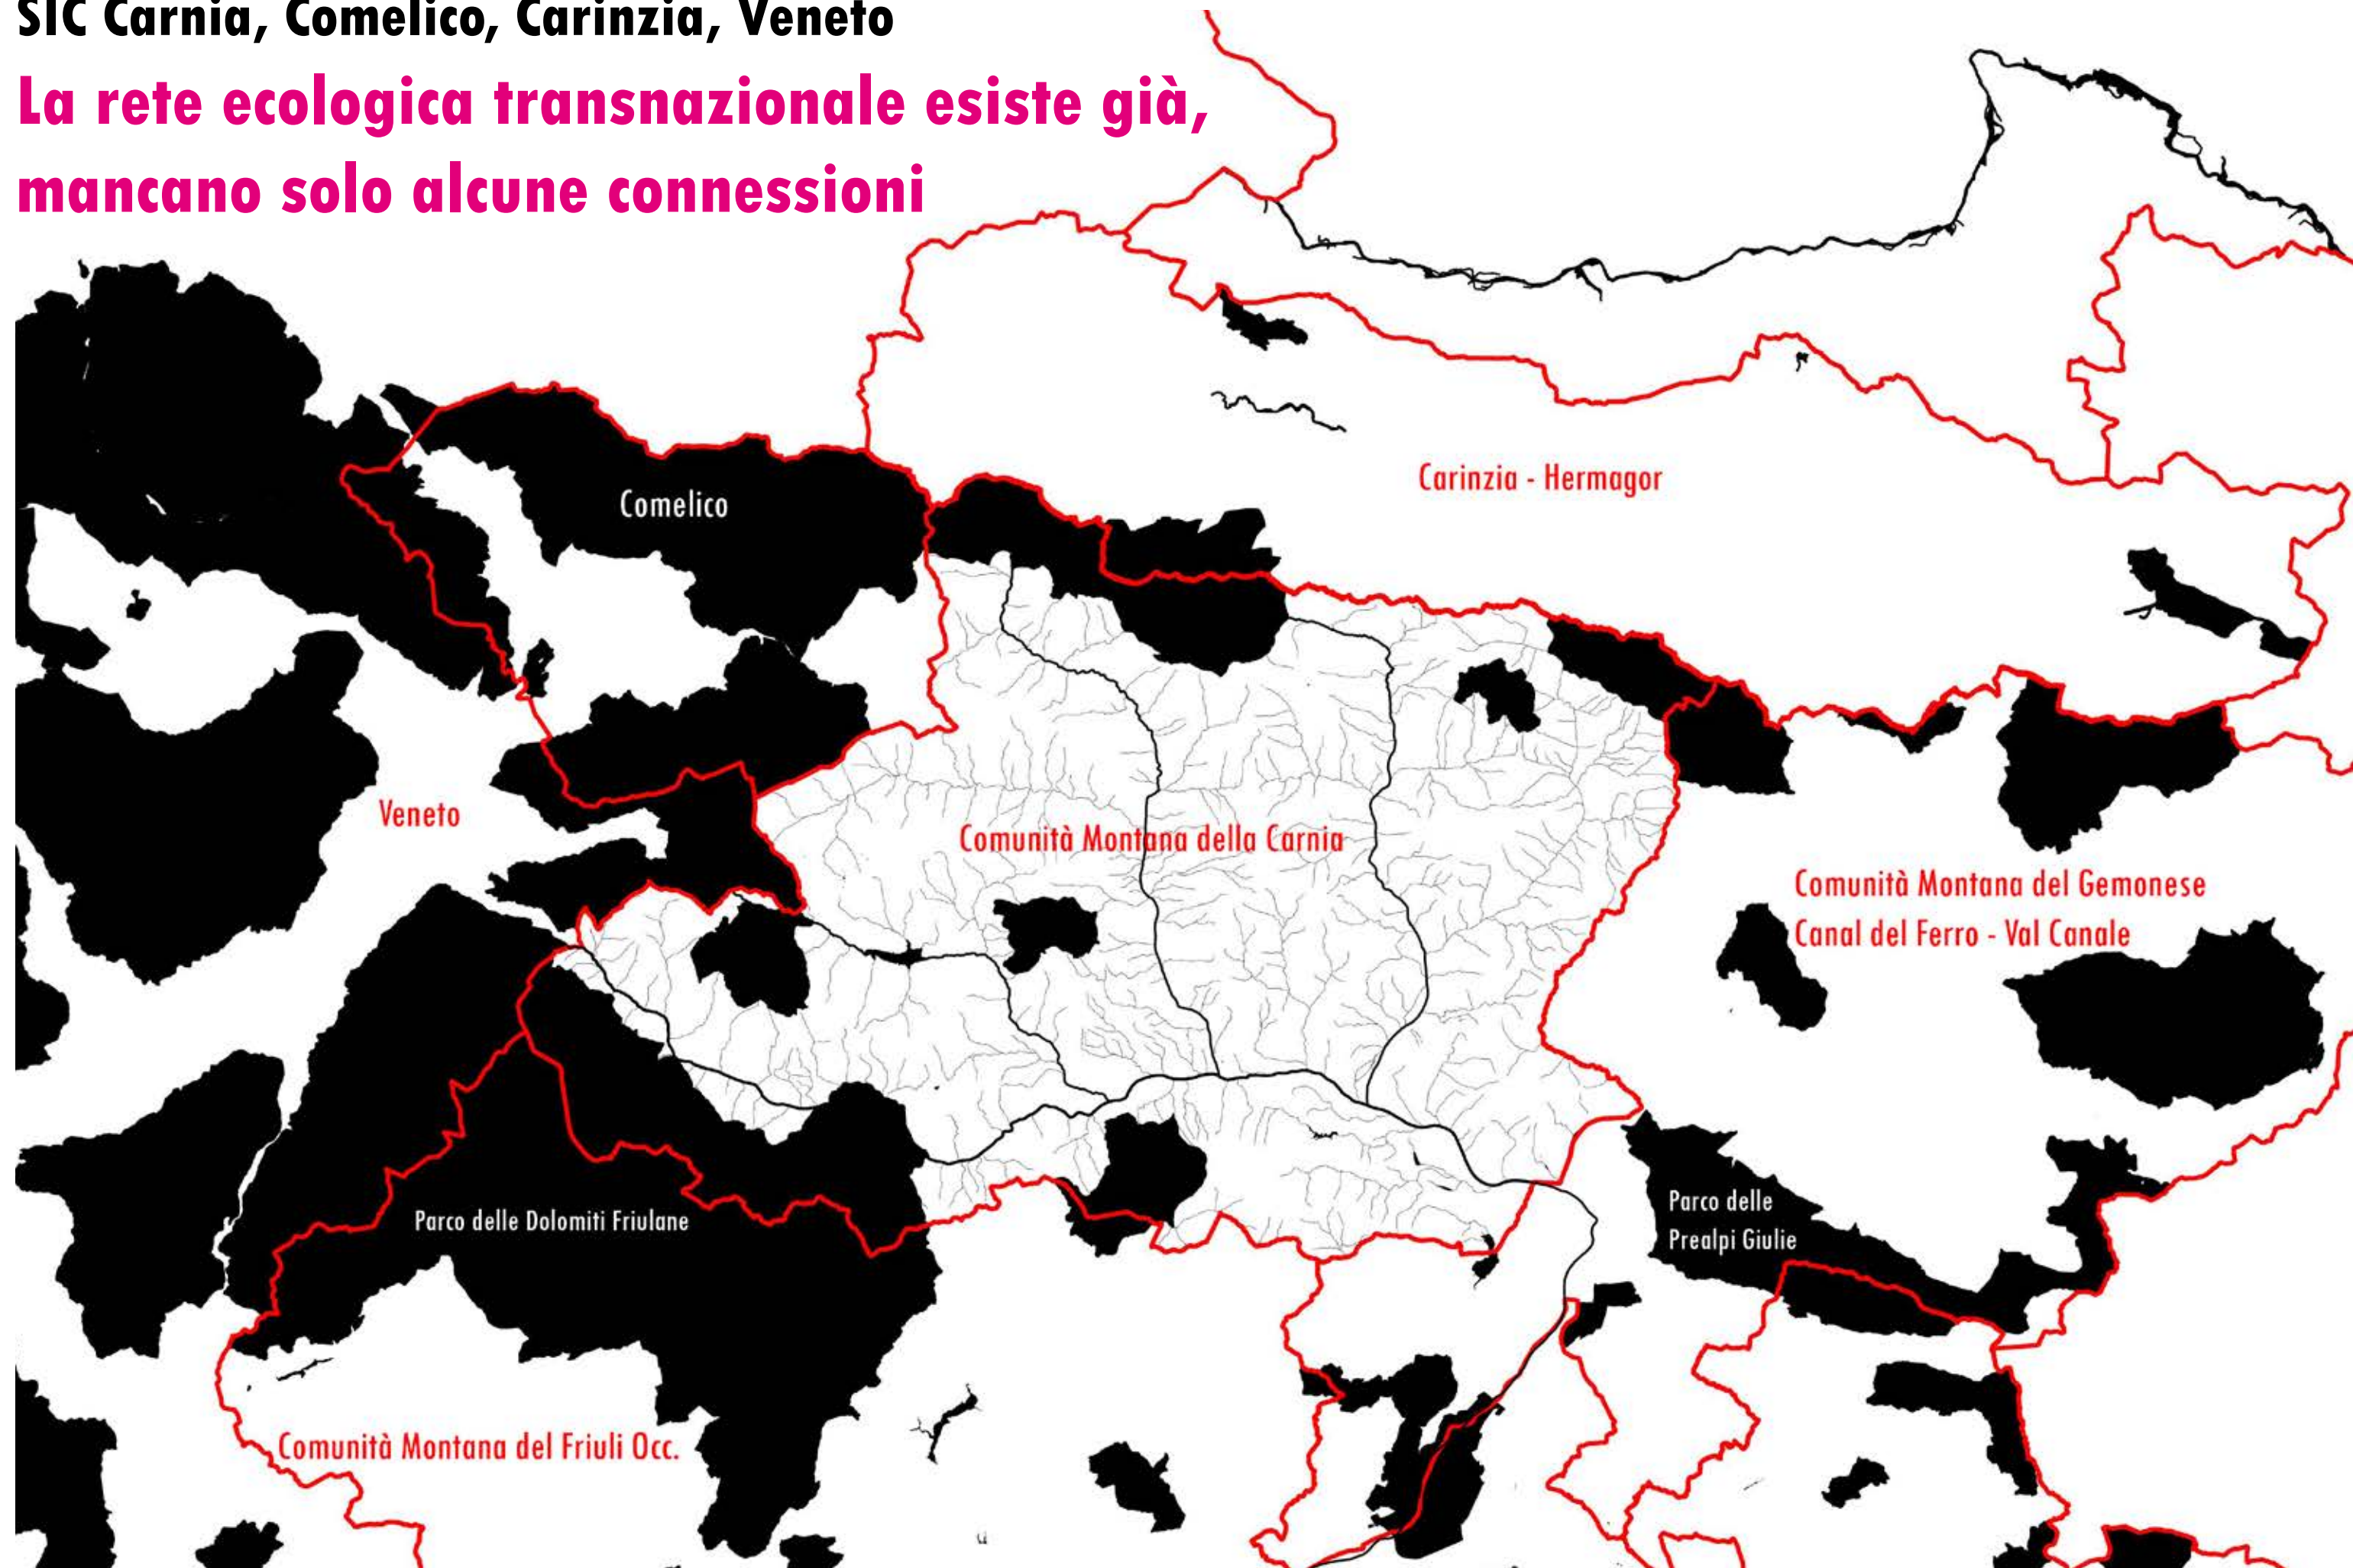 SIC Carnia, Comelico, Carinzia, Veneto
La rete ecologica transnazionale esiste già,
mancano solo alcune connessioni
Carinzia - Hermagor
Comelico
Veneto
Comunità Montana della Carnia
Comunità Montana del Gemonese
Canal del Ferro - Val Canale
Parco delle Dolomiti Friulane
Parco delle
Prealpi Giulie
Comunità Montana del Friuli Occ.